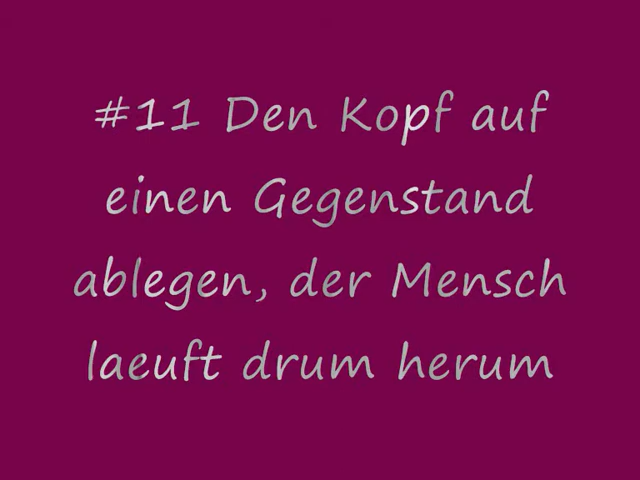 #11 Den Kopf auf
einen Gegenstand
ablegen, der Mensch
laeuft drum herum